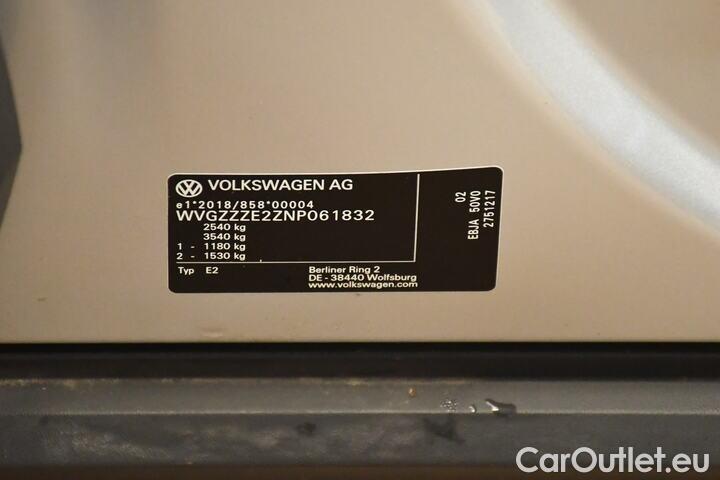 VOLKSWAGEN AG
e1*2018/858*00004
WVGZZZE2ZNP061832
2540 kg
3540 kg
1 - 1180 kg
2 - 1530 kg
Typ E2
Berliner Ring 2
DE - 38440 Wolfsburg
www.volkswagen.com
02
EBJA 50V0
2751217
CarOutlet.eu